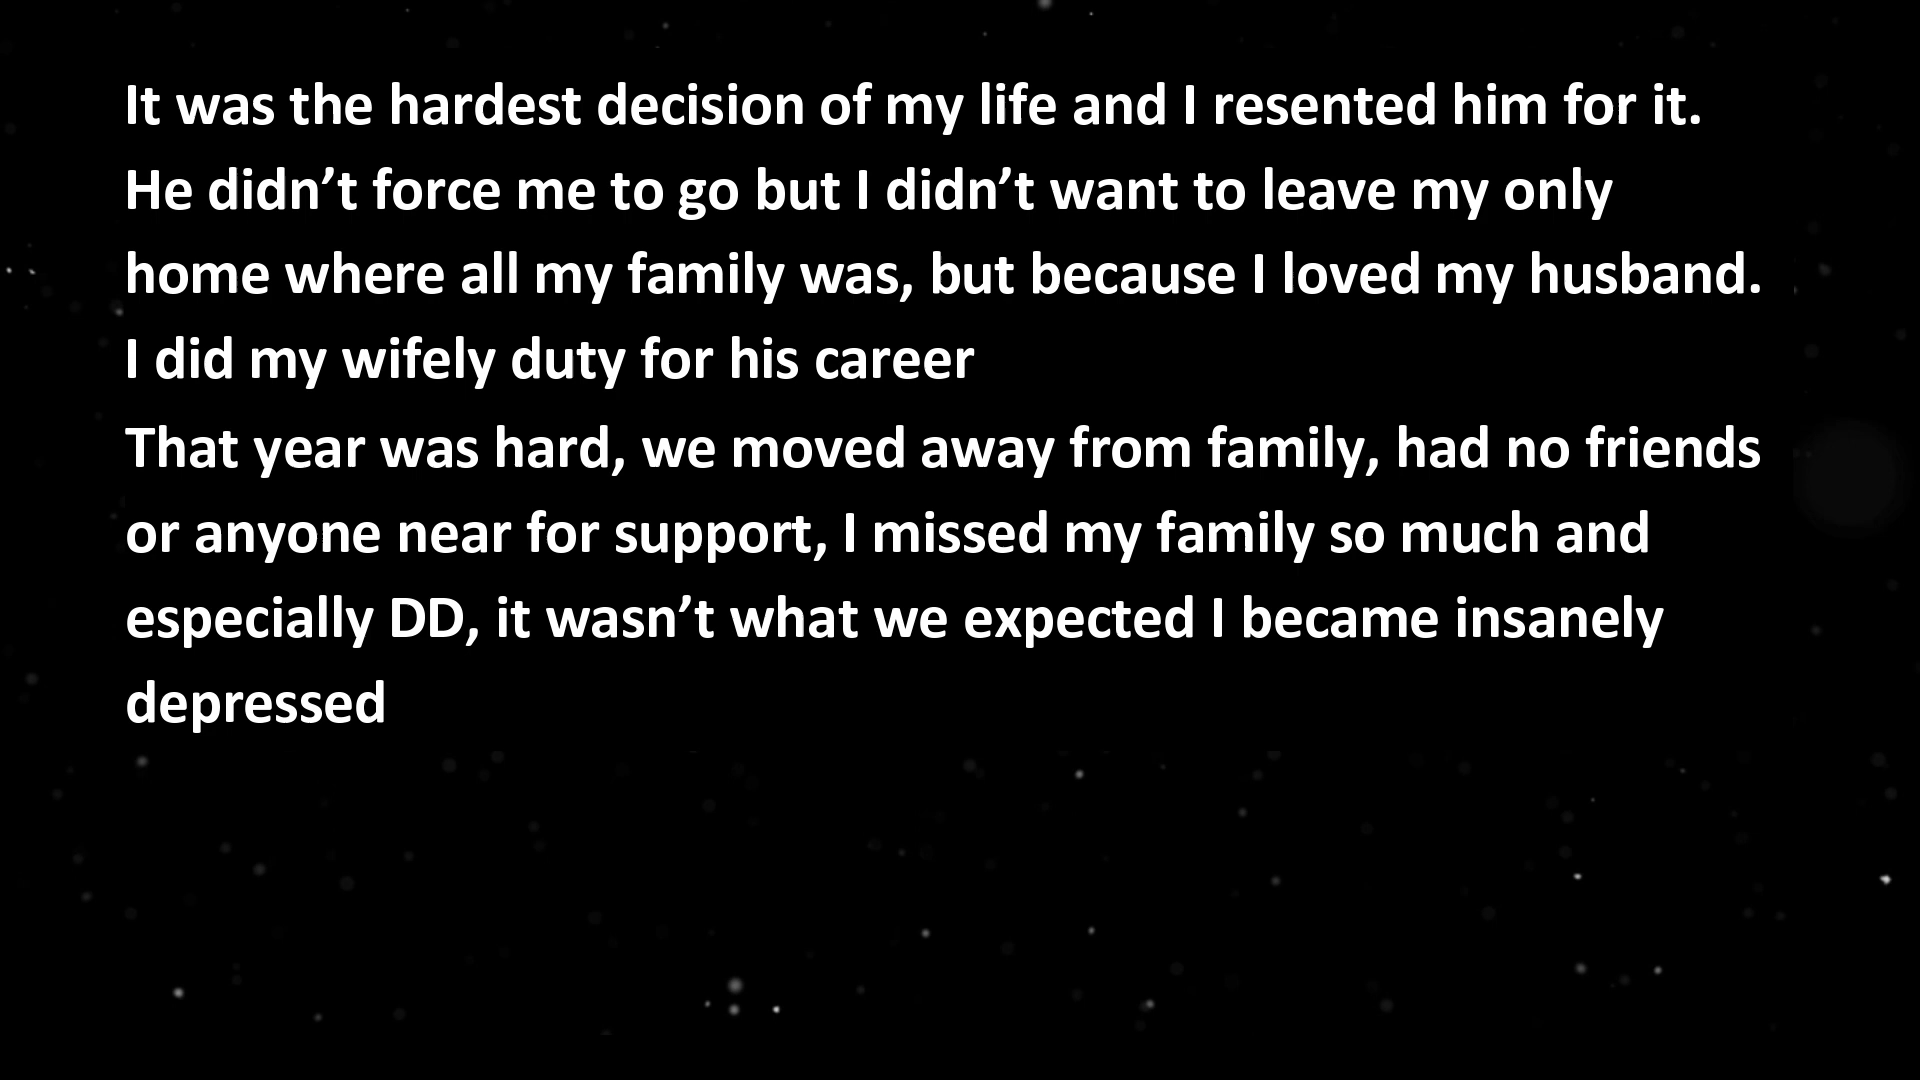 It was the hardest decision of my life and I resented him for it.
He didn’t force me to go but I didn’t want to leave my only
home where all my family was, but because I loved my husband.
I did my wifely duty for his career
That year was hard, we moved away from family, had no friends
or anyone near for support, I missed my family so much and
especially DD, it wasn’t what we expected I became insanely
depressed